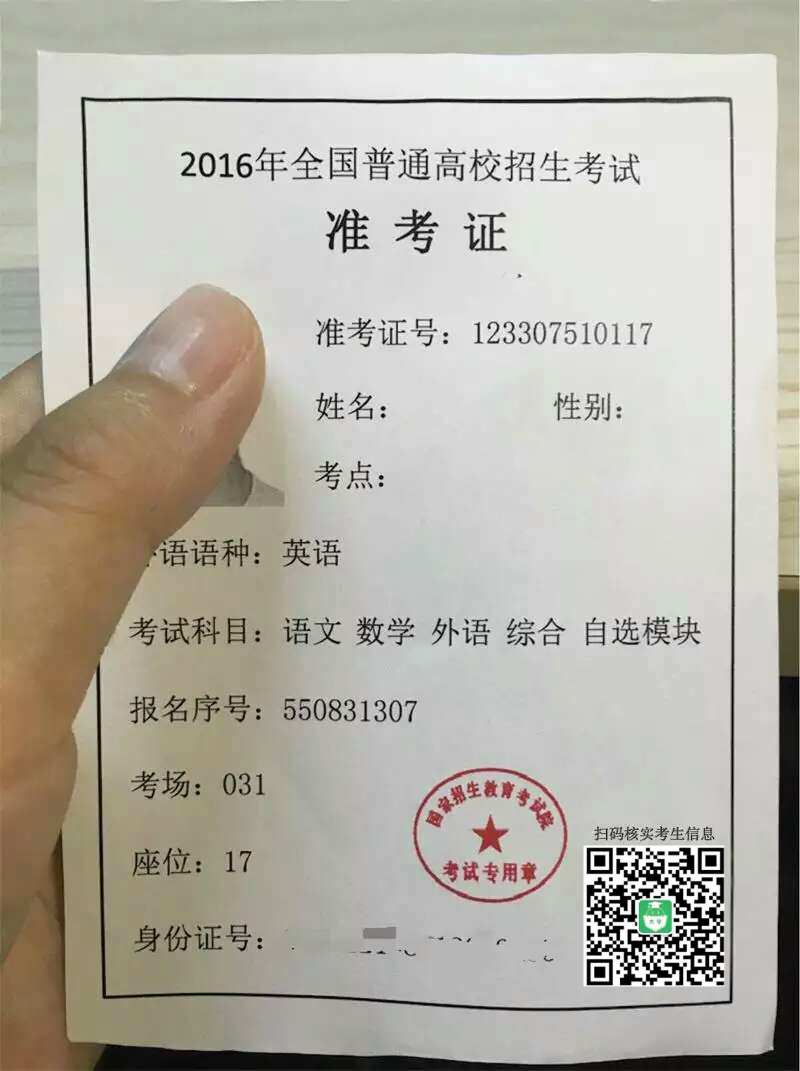 2016年全国普通高校招生考试
准考证
准考证号：123307510117
姓名： 性别：
考点：
语语种：英语
考试科目：语文 数学 外语 综合 自选模块
报名序号：550831307
考场：031
国家招生教育考试院
考试专用章
扫码核实考生信息
座位：17
身份证号：